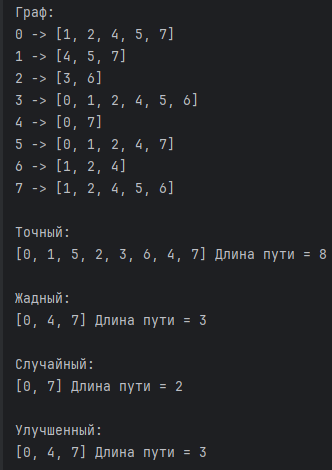 Граф:
0 -> [1, 2, 4, 5, 7]
1 -> [4, 5, 7]
2 -> [3, 6]
3 -> [0, 1, 2, 4, 5, 6]
4 -> [0, 7]
5 -> [0, 1, 2, 4, 7]
6 -> [1, 2, 4]
7 -> [1, 2, 4, 5, 6]
Точный:
[0, 1, 5, 2, 3, 6, 4, 7] Длина пути = 8
Жадный:
[0, 4, 7] Длина пути = 3
Случайный:
[0, 7] Длина пути = 2
Улучшенный:
[0, 4, 7] Длина пути = 3